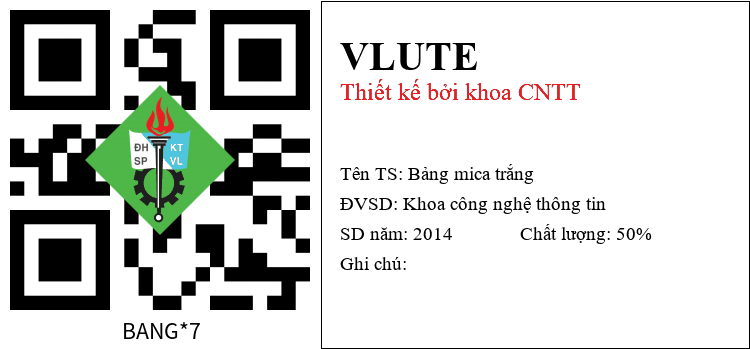 ĐH KT
SP VL
BANG*7
VLUTE
Thiết kế bởi khoa CNTT
Tên TS: Bảng mica trắng
ĐVSD: Khoa công nghệ thông tin
SD năm: 2014 Chất lượng: 50%
Ghi chú: